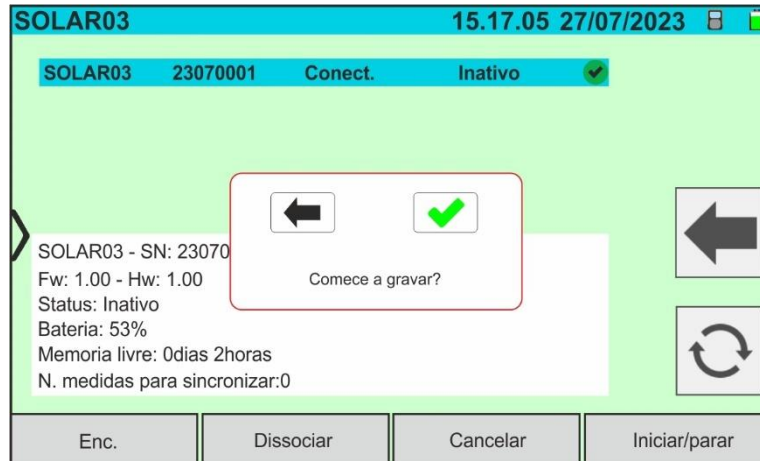 SOLAR03 15.17.05 27/07/2023
SOLAR03 23070001 Conect. Inativo
Comece a gravar?
SOLAR03 - SN: 23070
Fw: 1.00 - Hw: 1.00
Status: Inativo
Bateria: 53%
Memoria livre: 0dias 2horas
N. medidas para sincronizar:0
Enc. Dissociar Cancelar Iniciar/parar